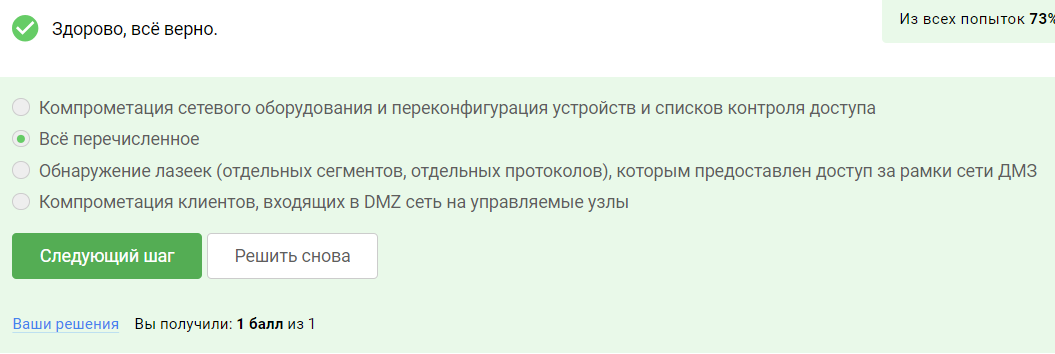 Здорово, всё верно.
Из всех попыток 73%
Компрометация сетевого оборудования и переконфигурация устройств и списков контроля доступа
Всё перечисленное
Обнаружение лазеек (отдельных сегментов, отдельных протоколов), которым предоставлен доступ за рамки сети ДМЗ
Компрометация клиентов, входящих в DMZ сеть на управляемые узлы
Следующий шаг
Решить снова
Ваши решения Вы получили: 1 балл из 1